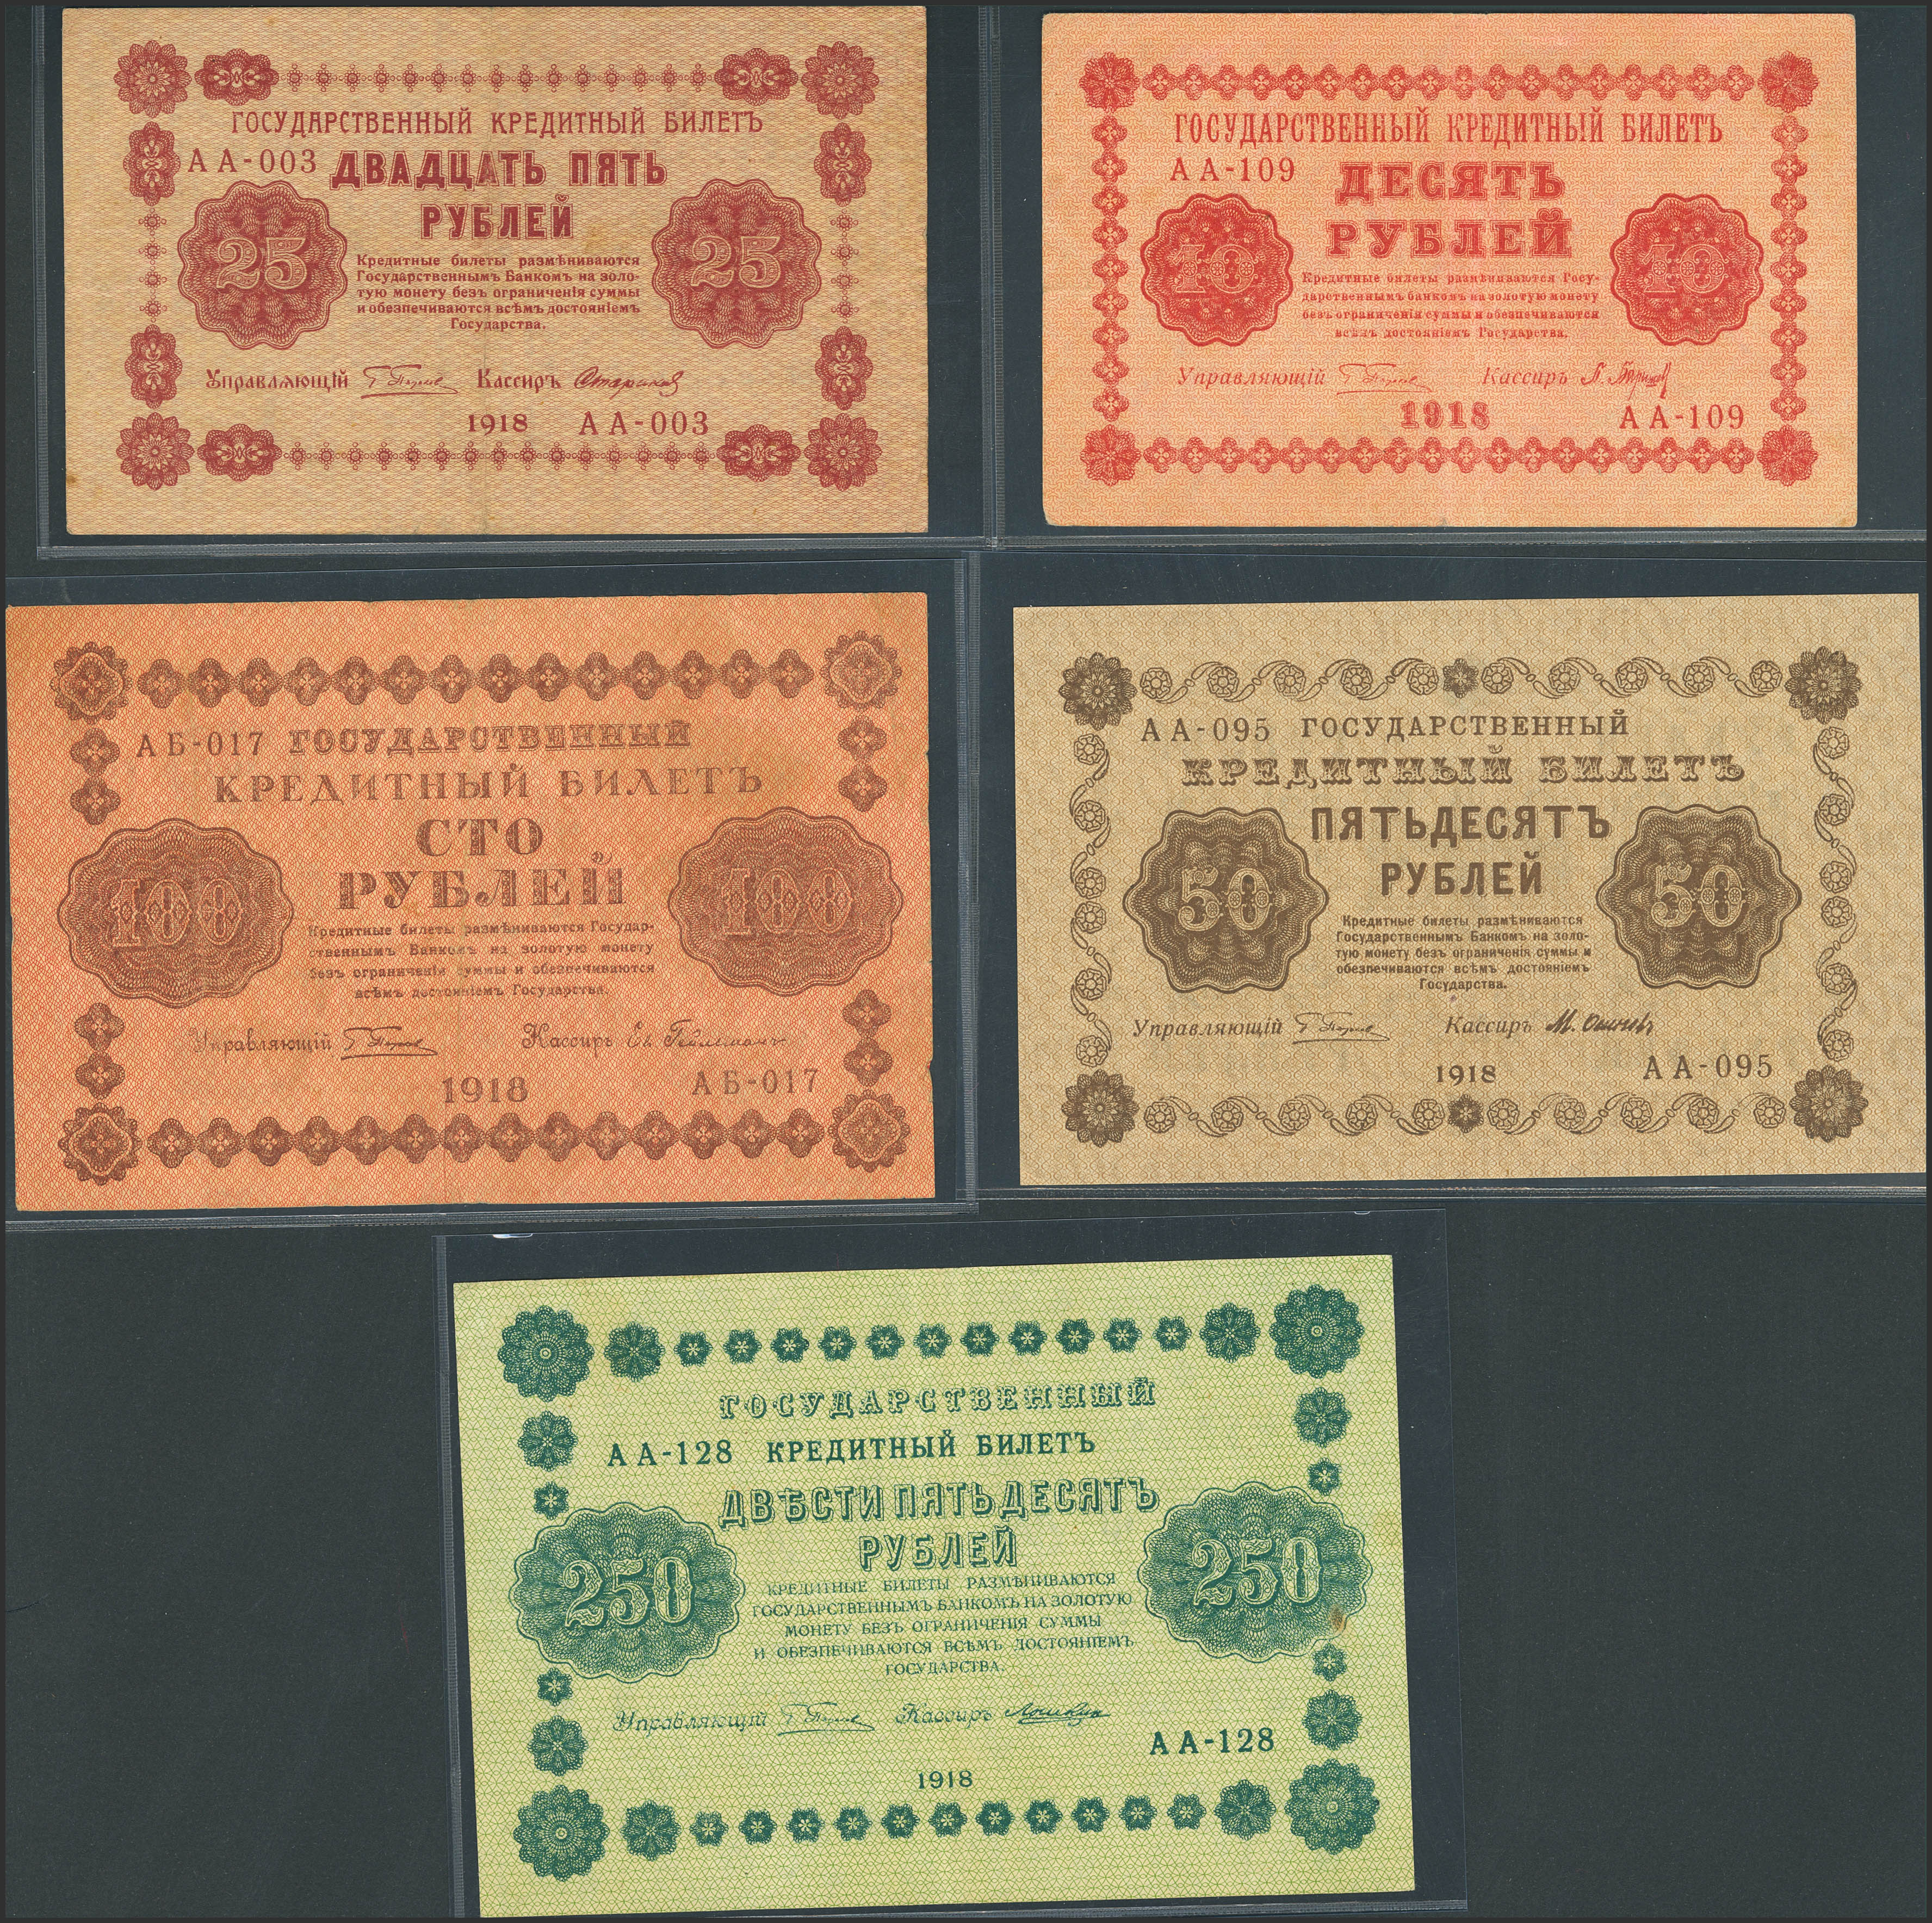 ГОСУДАРСТВЕННЫЙ КРЕДИТНЫЙ БИЛЕТЪ
АА-003 ДВАДЦАТЬ ПЯТЬ
РУБЛЕЙ
25 25
Кредитные билеты размѣниваются
Государственнымъ Банкомъ на золо-
тую монету безъ ограниченія суммы
и обезпечиваются всѣмъ достояніемъ
Государства.
Управляющій Кассиръ
1918 АА-003
ГОСУДАРСТВЕННЫЙ КРЕДИТНЫЙ БИЛЕТЪ
АА-109 ДЕСЯТЬ
РУБЛЕЙ
10 10
Кредитные билеты размѣниваются Госу-
дарственнымъ банкомъ на золотую монету
безъ ограниченія суммы и обезпечиваются
всѣмъ достояніемъ Государства.
Управляющій Кассиръ
1918 АА-109
АБ-017 ГОСУДАРСТВЕННЫЙ
КРЕДИТНЫЙ БИЛЕТЪ
СТО
РУБЛЕЙ
100 100
Кредитные билеты размѣниваются Государ-
ственнымъ Банкомъ на золотую монету
безъ ограниченія суммы и обезпечиваются
всѣмъ достояніемъ Государства.
Управляющій Кассиръ
1918 АБ-017
АА-095 ГОСУДАРСТВЕННЫЙ
КРЕДИТНЫЙ БИЛЕТЪ
ПЯТЬДЕСЯТЪ
РУБЛЕЙ
50 50
Кредитные билеты размѣниваются
Государственнымъ Банкомъ на золо-
тую монету безъ ограниченія суммы и
обезпечиваются всѣмъ достояніемъ
Государства.
Управляющій Кассиръ
1918 АА-095
ГОСУДАРСТВЕННЫЙ
АА-128 КРЕДИТНЫЙ БИЛЕТЪ
ДВѢСТИ ПЯТЬДЕСЯТЪ
РУБЛЕЙ
250 250
КРЕДИТНЫЕ БИЛЕТЫ РАЗМѢНИВАЮТСЯ
ГОСУДАРСТВЕННЫМЪ БАНКОМЪ НА ЗОЛОТУЮ
МОНЕТУ БЕЗЪ ОГРАНИЧЕНІЯ СУММЫ
И ОБЕЗПЕЧИВАЮТСЯ ВСѢМЪ ДОСТОЯНІЕМЪ
ГОСУДАРСТВА.
Управляющій Кассиръ
АА-128
1918